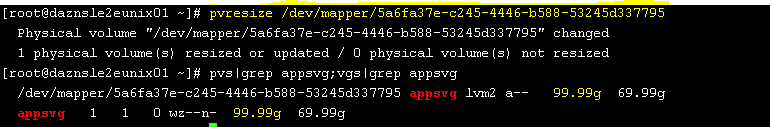 [root@daznsle2eunix01 ~]# pvresize /dev/mapper/5a6fa37e-c245-4446-b588-53245d337795
Physical volume "/dev/mapper/5a6fa37e-c245-4446-b588-53245d337795" changed
1 physical volume(s) resized or updated / 0 physical volume(s) not resized
[root@daznsle2eunix01 ~]# pvs|grep appsvg;vgs|grep appsvg
/dev/mapper/5a6fa37e-c245-4446-b588-53245d337795 appsvg lvm2 a-- 99.99g 69.99g
appsvg 1 1 0 wz--n- 99.99g 69.99g